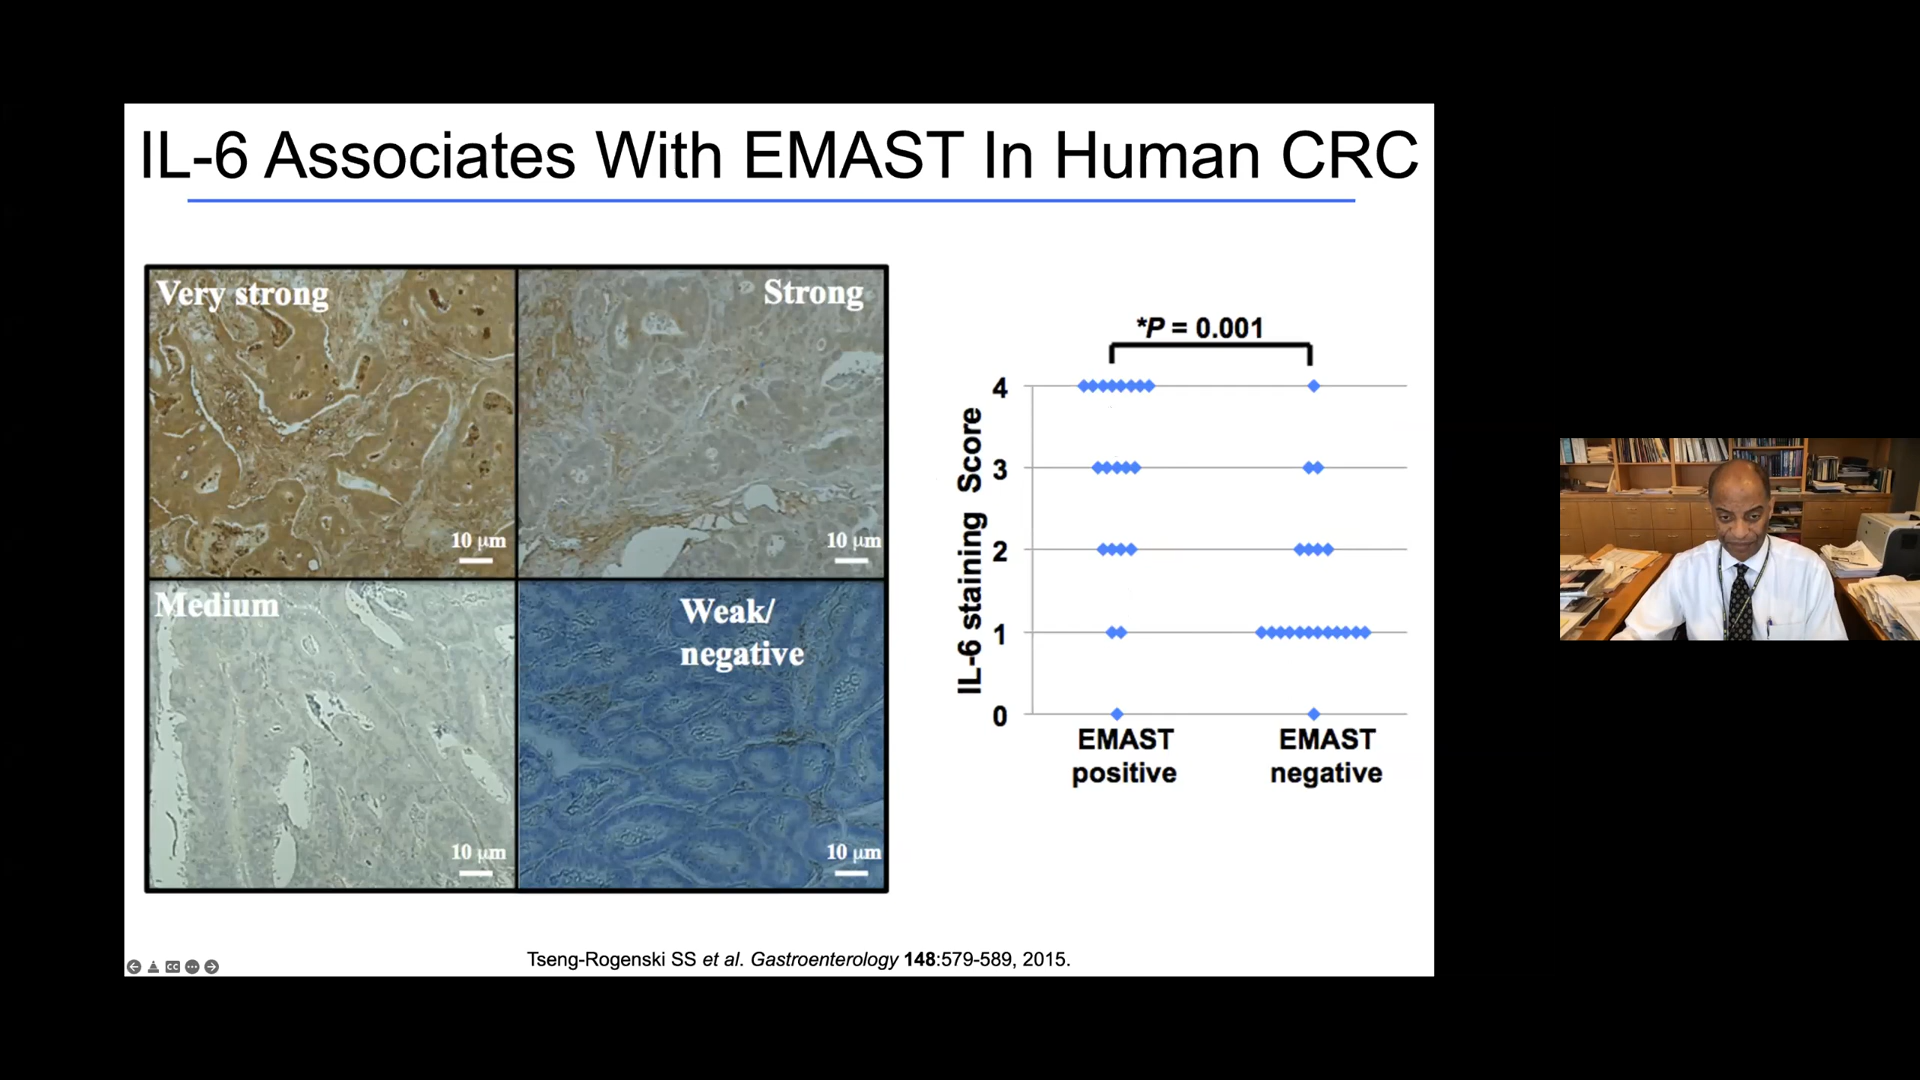 IL-6 Associates With EMAST In Human CRC
Very strong
10 µm
Strong
10 µm
Medium
10 µm
Weak/
negative
10 µm
*P = 0.001
IL-6 staining Score
4
3
2
1
0
EMAST
positive
EMAST
negative
Tseng-Rogenski SS et al. Gastroenterology 148:579-589, 2015.
CC